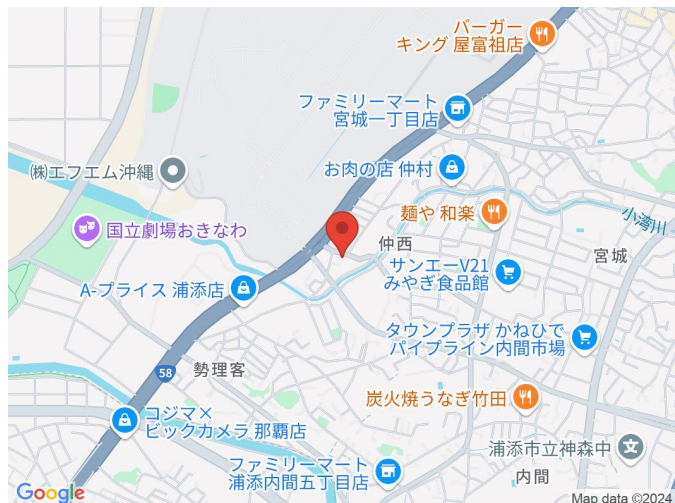 バーガー
キング 屋富祖店
ファミリーマート
宮城一丁目店
お肉の店 仲村
㈱エフエム沖縄
麺や 和楽
小湾川
国立劇場おきなわ
仲西
宮城
サンエーV21
みやぎ食品館
A-プライス 浦添店
タウンプラザ かねひで
パイプライン内間市場
勢理客
58
炭火焼うなぎ竹田
コジマ×
ビックカメラ 那覇店
浦添市立神森中
ファミリーマート
浦添内間五丁目店
内間
Google
Map data ©2024